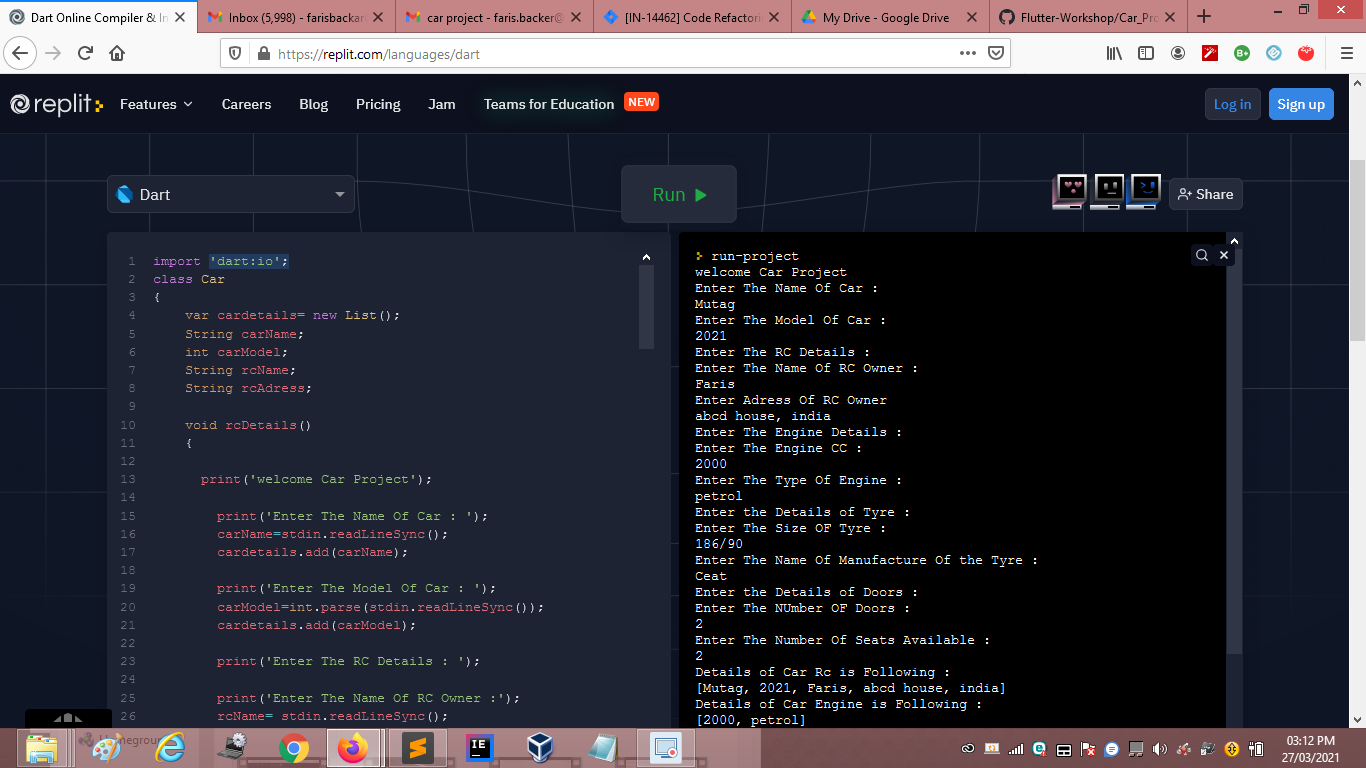 Dart Online Compiler & In
Inbox (5,998) - farisbackar
car project - faris.backer@
[IN-14462] Code Refactorin
My Drive - Google Drive
Flutter-Workshop/Car_Pro
https://replit.com/languages/dart
replit
Features
Careers
Blog
Pricing
Jam
Teams for Education
NEW
Log in
Sign up
Dart
Run
Share
1 import 'dart:io';
2 class Car
3 {
4 var cardetails= new List();
5 String carName;
6 int carModel;
7 String rcName;
8 String rcAdress;
9
10 void rcDetails()
11 {
12
13 print('welcome Car Project');
14
15 print('Enter The Name Of Car : ');
16 carName=stdin.readLineSync();
17 cardetails.add(carName);
18
19 print('Enter The Model Of Car : ');
20 carModel=int.parse(stdin.readLineSync());
21 cardetails.add(carModel);
22
23 print('Enter The RC Details : ');
24
25 print('Enter The Name Of RC Owner :');
26 rcName= stdin.readLineSync();
run-project
welcome Car Project
Enter The Name Of Car :
Mutag
Enter The Model Of Car :
2021
Enter The RC Details :
Enter The Name Of RC Owner :
Faris
Enter Adress Of RC Owner
abcd house, india
Enter The Engine Details :
Enter The Engine CC :
2000
Enter The Type Of Engine :
petrol
Enter the Details of Tyre :
Enter The Size OF Tyre :
186/90
Enter The Name Of Manufacture Of the Tyre :
Ceat
Enter the Details of Doors :
Enter The NUmber OF Doors :
2
Enter The Number Of Seats Available :
2
Details of Car Rc is Following :
[Mutag, 2021, Faris, abcd house, india]
Details of Car Engine is Following :
[2000, petrol]
03:12 PM
27/03/2021